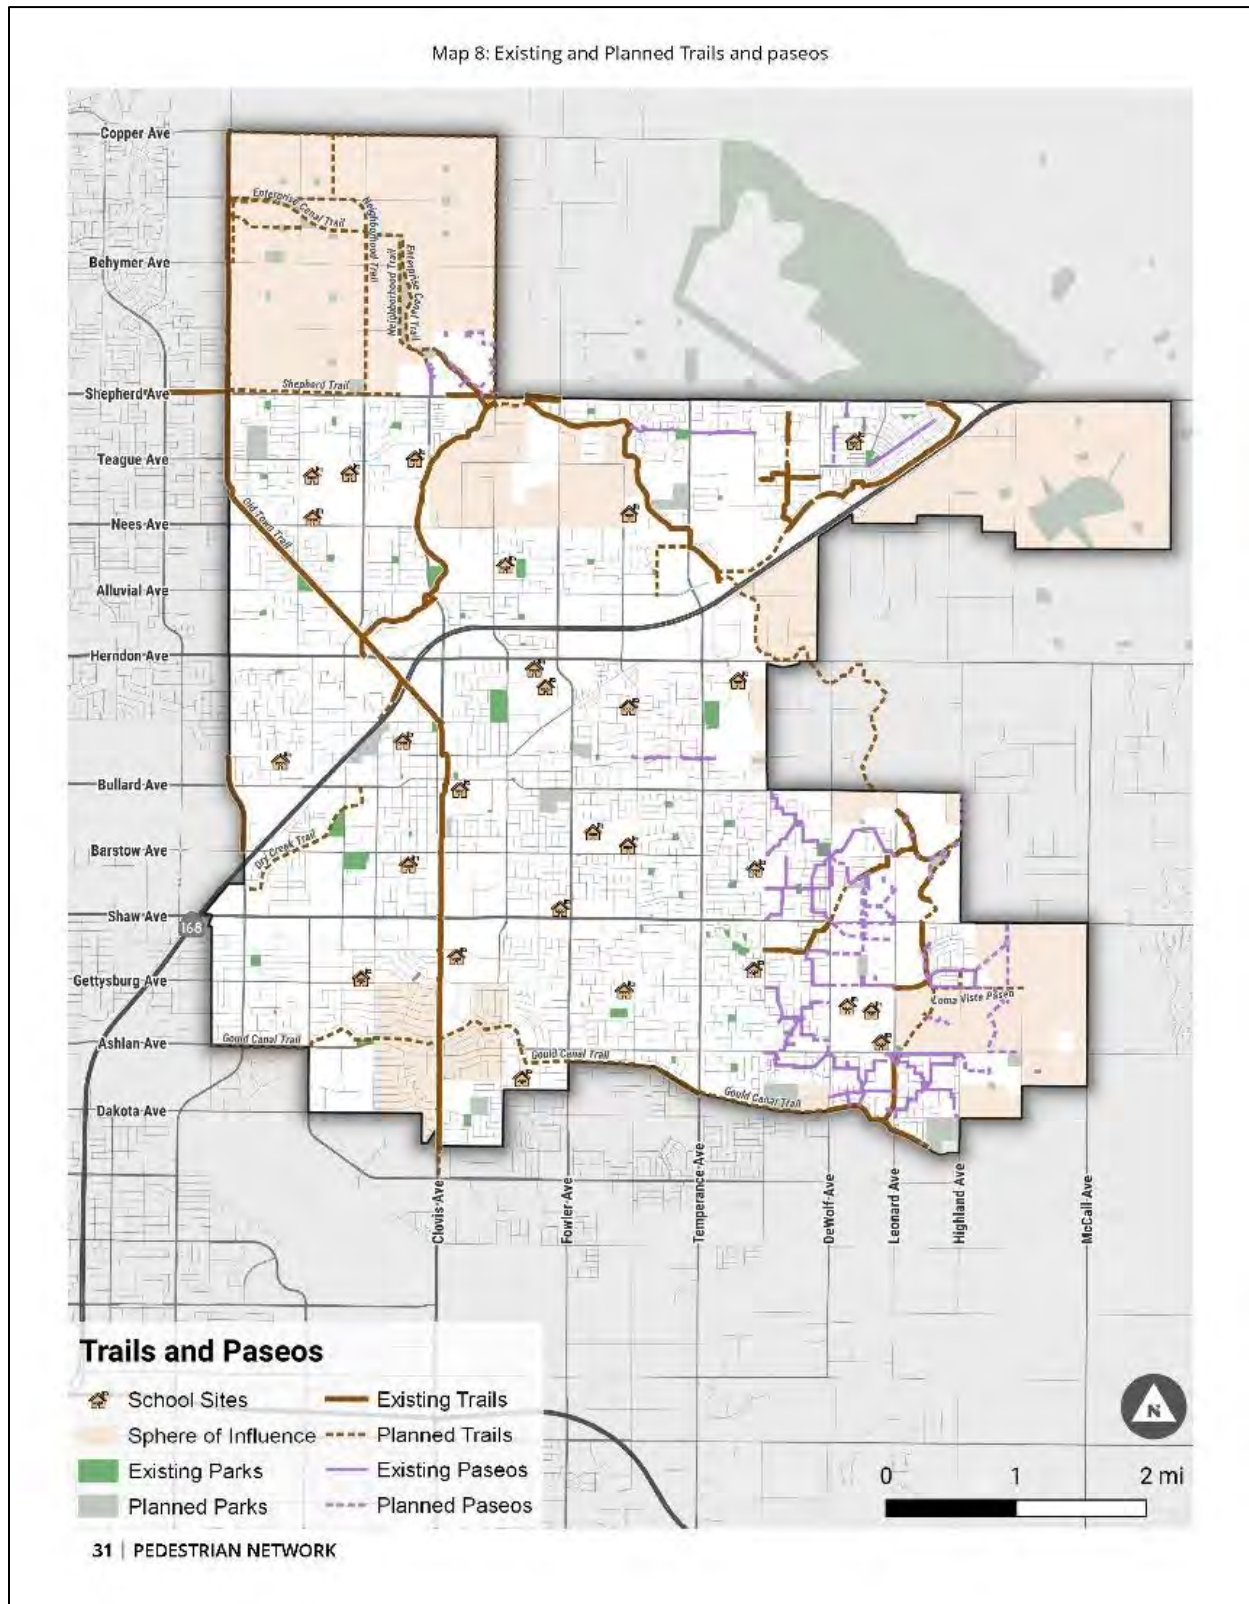 Map 8: Existing and Planned Trails and paseos
Copper Ave
Enterprise Canal Trail
Neighborhood Trail
Behymer Ave
Neighborhood Trail
Enterprise Canal Trail
Shepherd Ave
Shepherd Trail
Teague Ave
Old Town Trail
Nees Ave
Alluvial Ave
Herndon Ave
Bullard Ave
Barstow Ave
Dry Creek Trail
Shaw Ave
168
Gettysburg Ave
Loma Vista Paseo
Ashlan Ave
Gould Canal Trail
Gould Canal Trail
Gould Canal Trail
Dakota Ave
Clovis Ave
Fowler Ave
Temperance Ave
DeWolf Ave
Leonard Ave
Highland Ave
McCall Ave
Trails and Paseos
School Sites
Existing Trails
Sphere of Influence
Planned Trails
Existing Parks
Existing Paseos
Planned Parks
Planned Paseos
N
0 1 2 mi
31 | PEDESTRIAN NETWORK